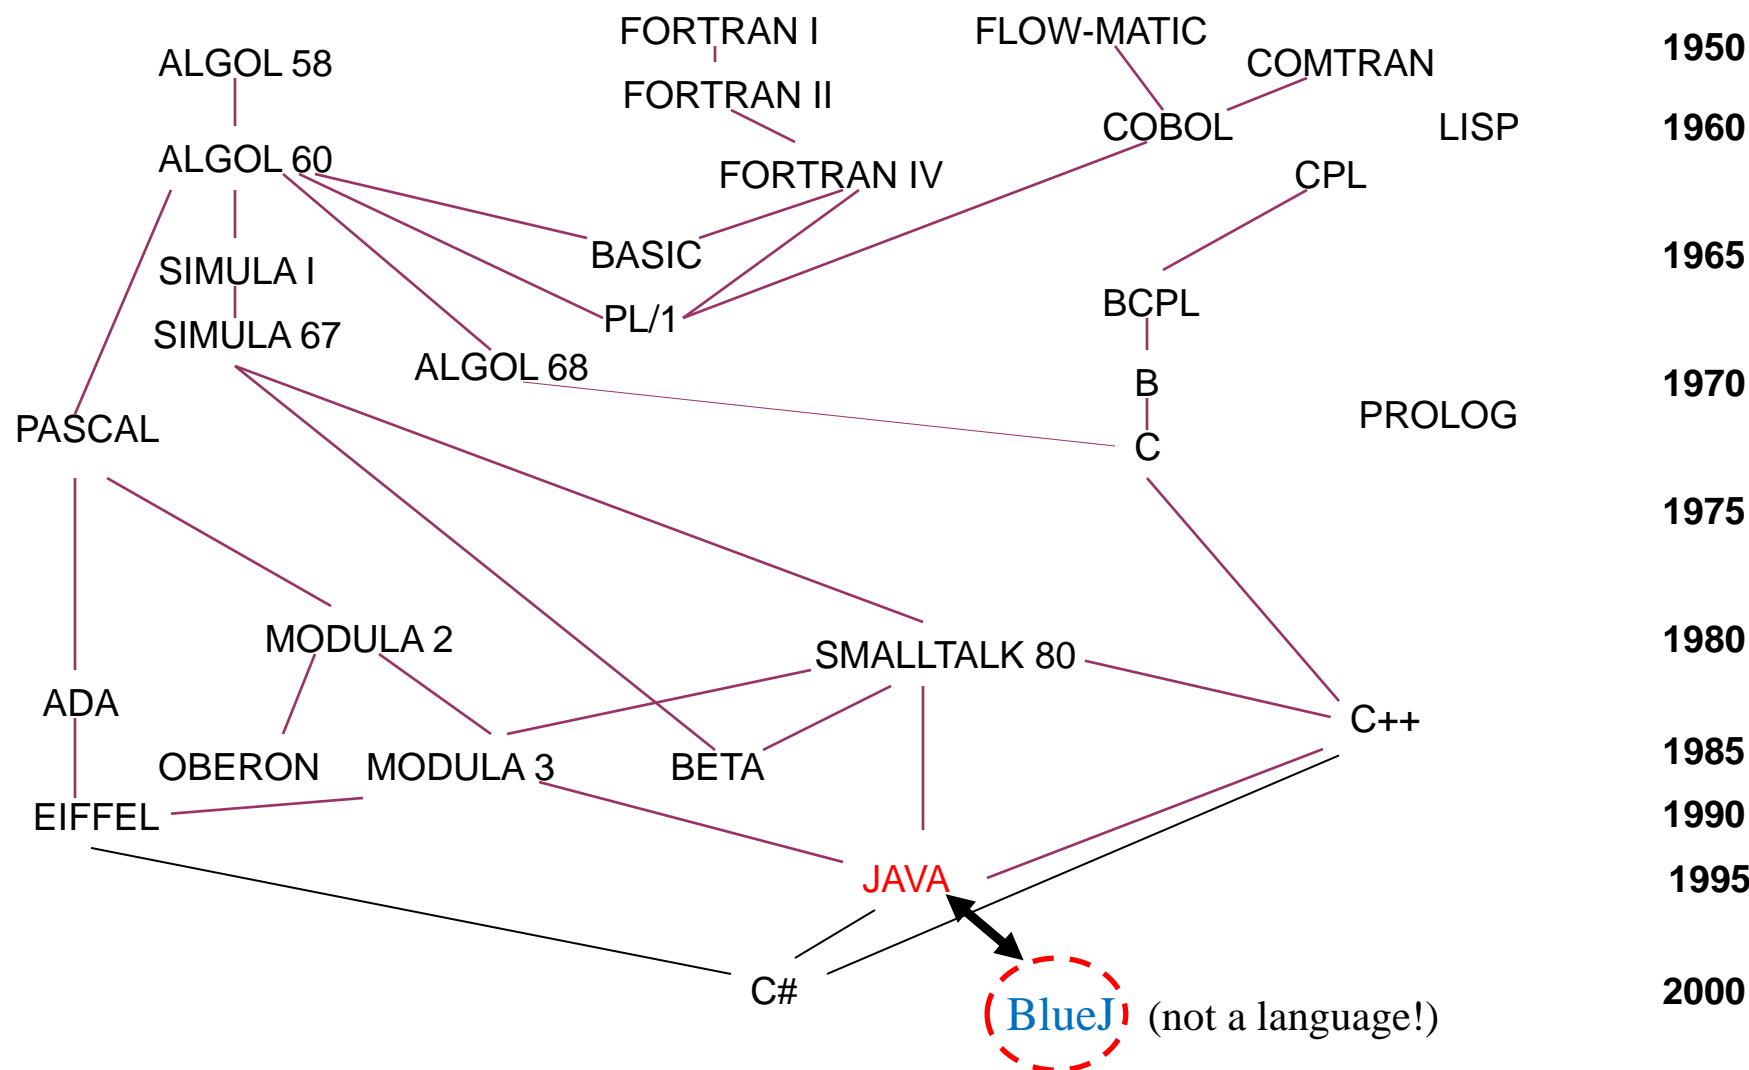 FORTRAN I
FLOW-MATIC
1950
ALGOL 58
COMTRAN
FORTRAN II
COBOL
LISP
1960
ALGOL 60
FORTRAN IV
CPL
BASIC
1965
SIMULA I
BCPL
SIMULA 67
PL/1
ALGOL 68
B
1970
PASCAL
PROLOG
C
1975
MODULA 2
1980
SMALLTALK 80
ADA
C++
1985
OBERON
MODULA 3
BETA
EIFFEL
1990
JAVA
1995
C#
2000
BlueJ (not a language!)